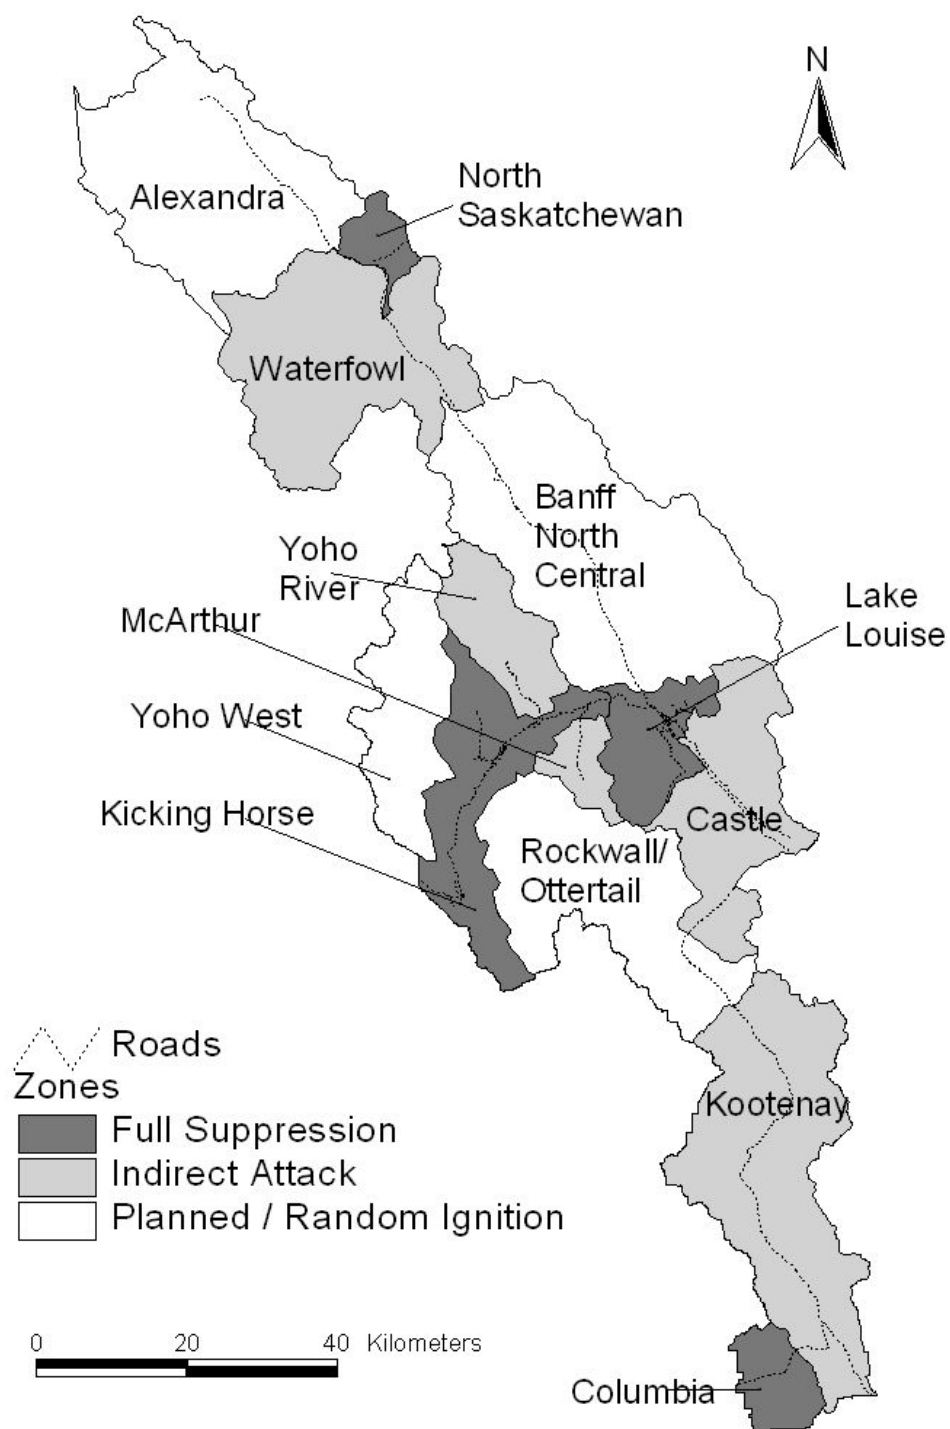 N
North
Saskatchewan
Alexandra
Waterfowl
Banff
North
Central
Yoho
River
Lake
Louise
McArthur
Yoho West
Kicking Horse
Castle
Rockwall/
Ottertail
Roads
Zones
Kootenay
Full Suppression
Indirect Attack
Planned / Random Ignition
0 20 40 Kilometers
Columbia